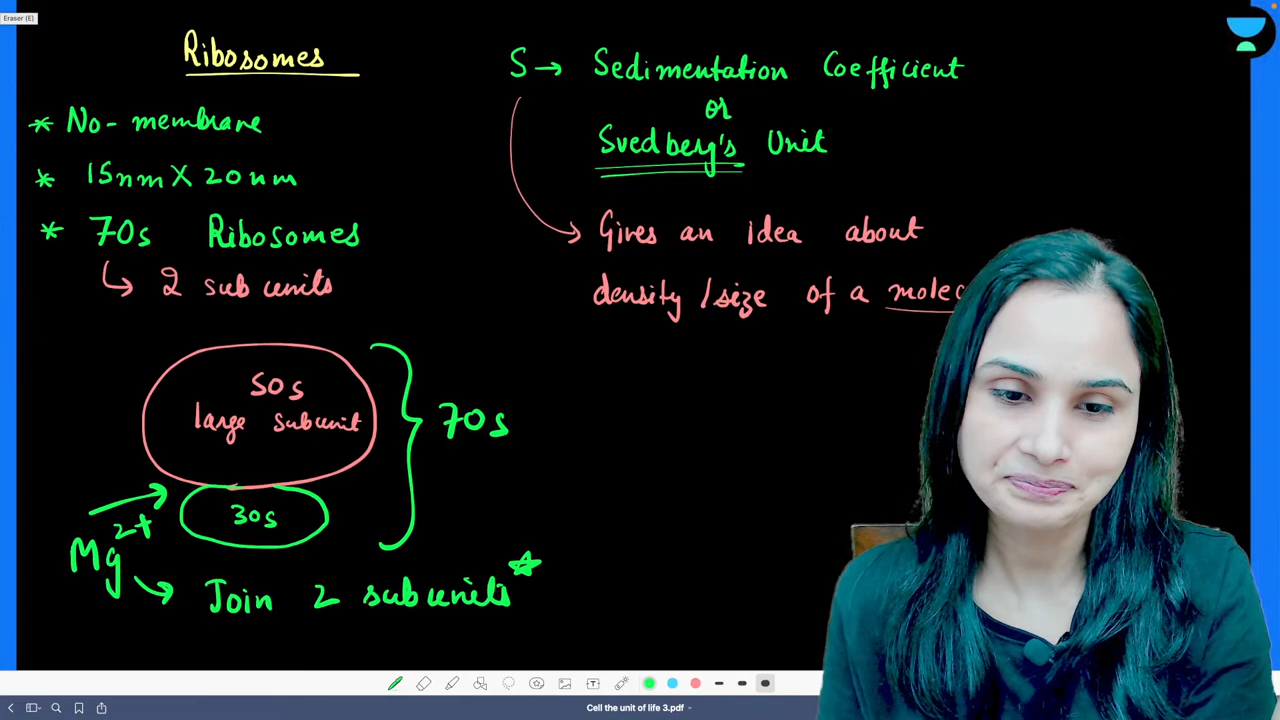 Eraser (E)
Ribosomes
* No-membrane
* 15nm X 20nm
* 70s Ribosomes
↳ 2 sub units
50s
large subunit
30s
70s
Mg2+
→ Join 2 subunits
S → Sedimentation Coefficient
or
Svedberg's Unit
Gives an idea about
density / size of a
Cell the unit of life 3.pdf